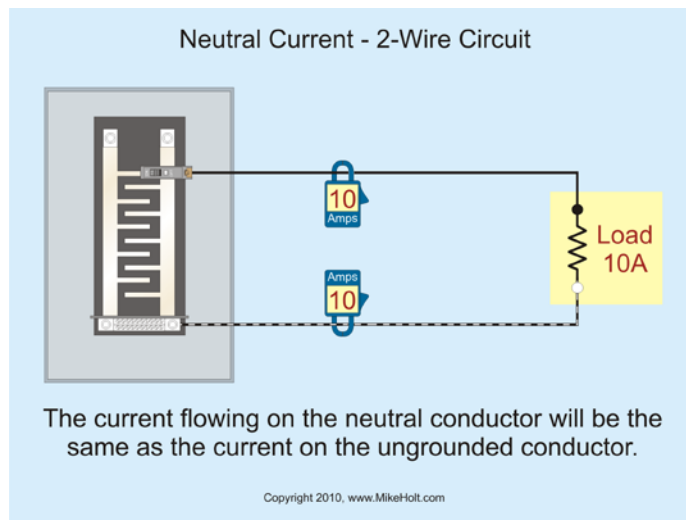 Neutral Current - 2-Wire Circuit
10
Amps
Load
10A
Amps
10
The current flowing on the neutral conductor will be the
same as the current on the ungrounded conductor.
Copyright 2010, www.MikeHolt.com